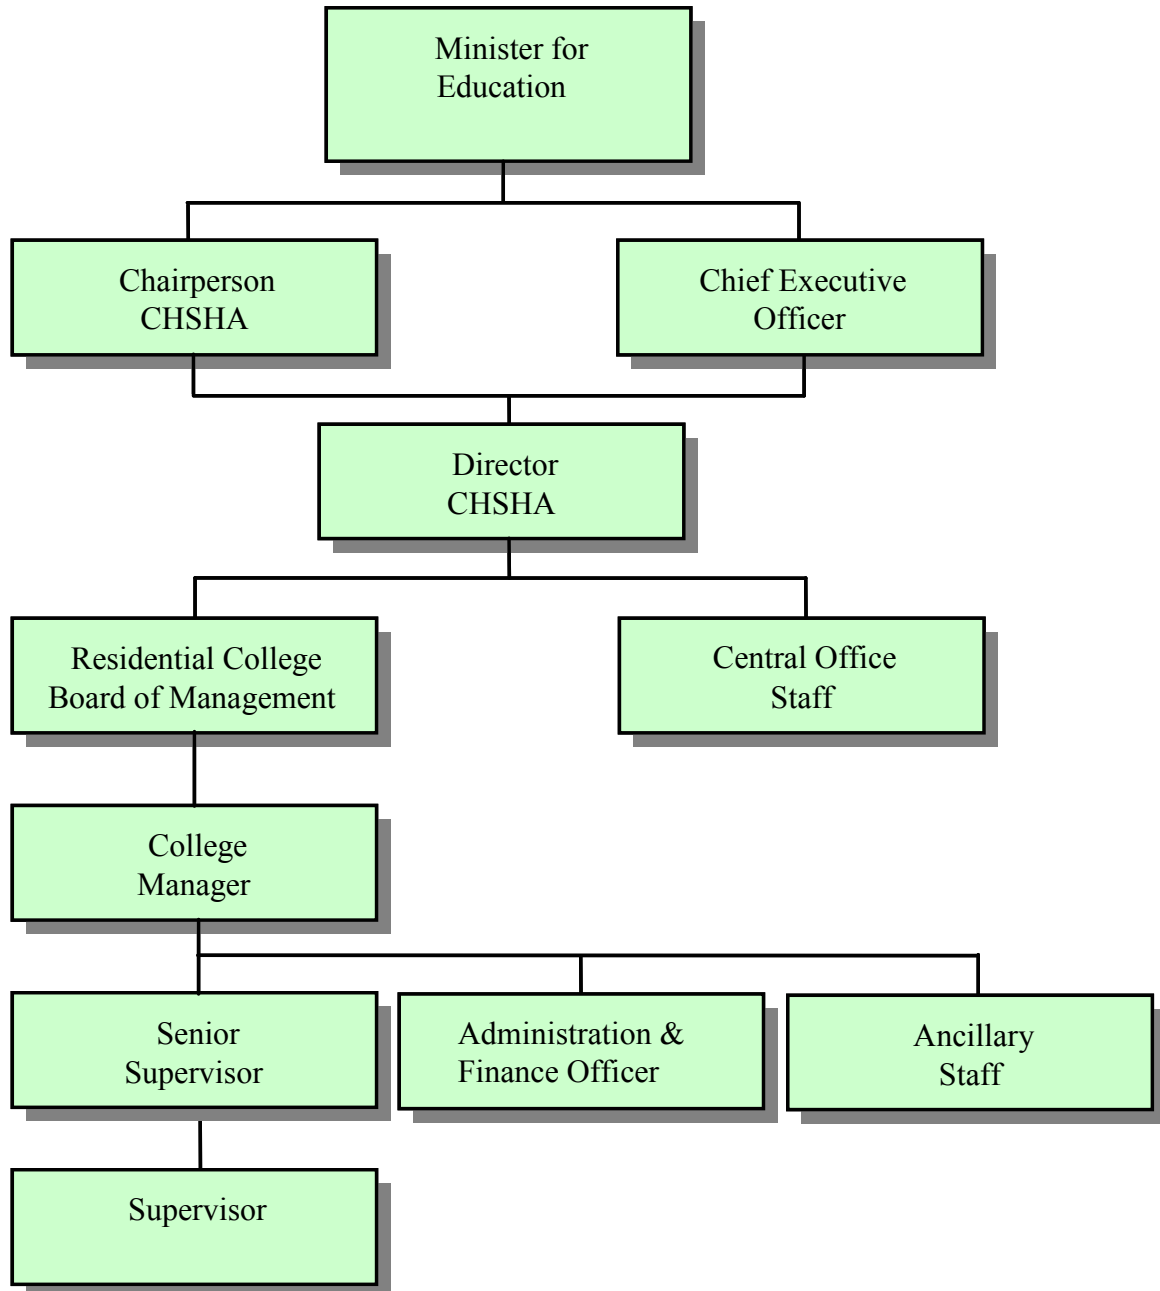 Minister for
Education
Chairperson
CHSHA
Chief Executive
Officer
Director
CHSHA
Residential College
Board of Management
Central Office
Staff
College
Manager
Senior
Supervisor
Administration &
Finance Officer
Ancillary
Staff
Supervisor